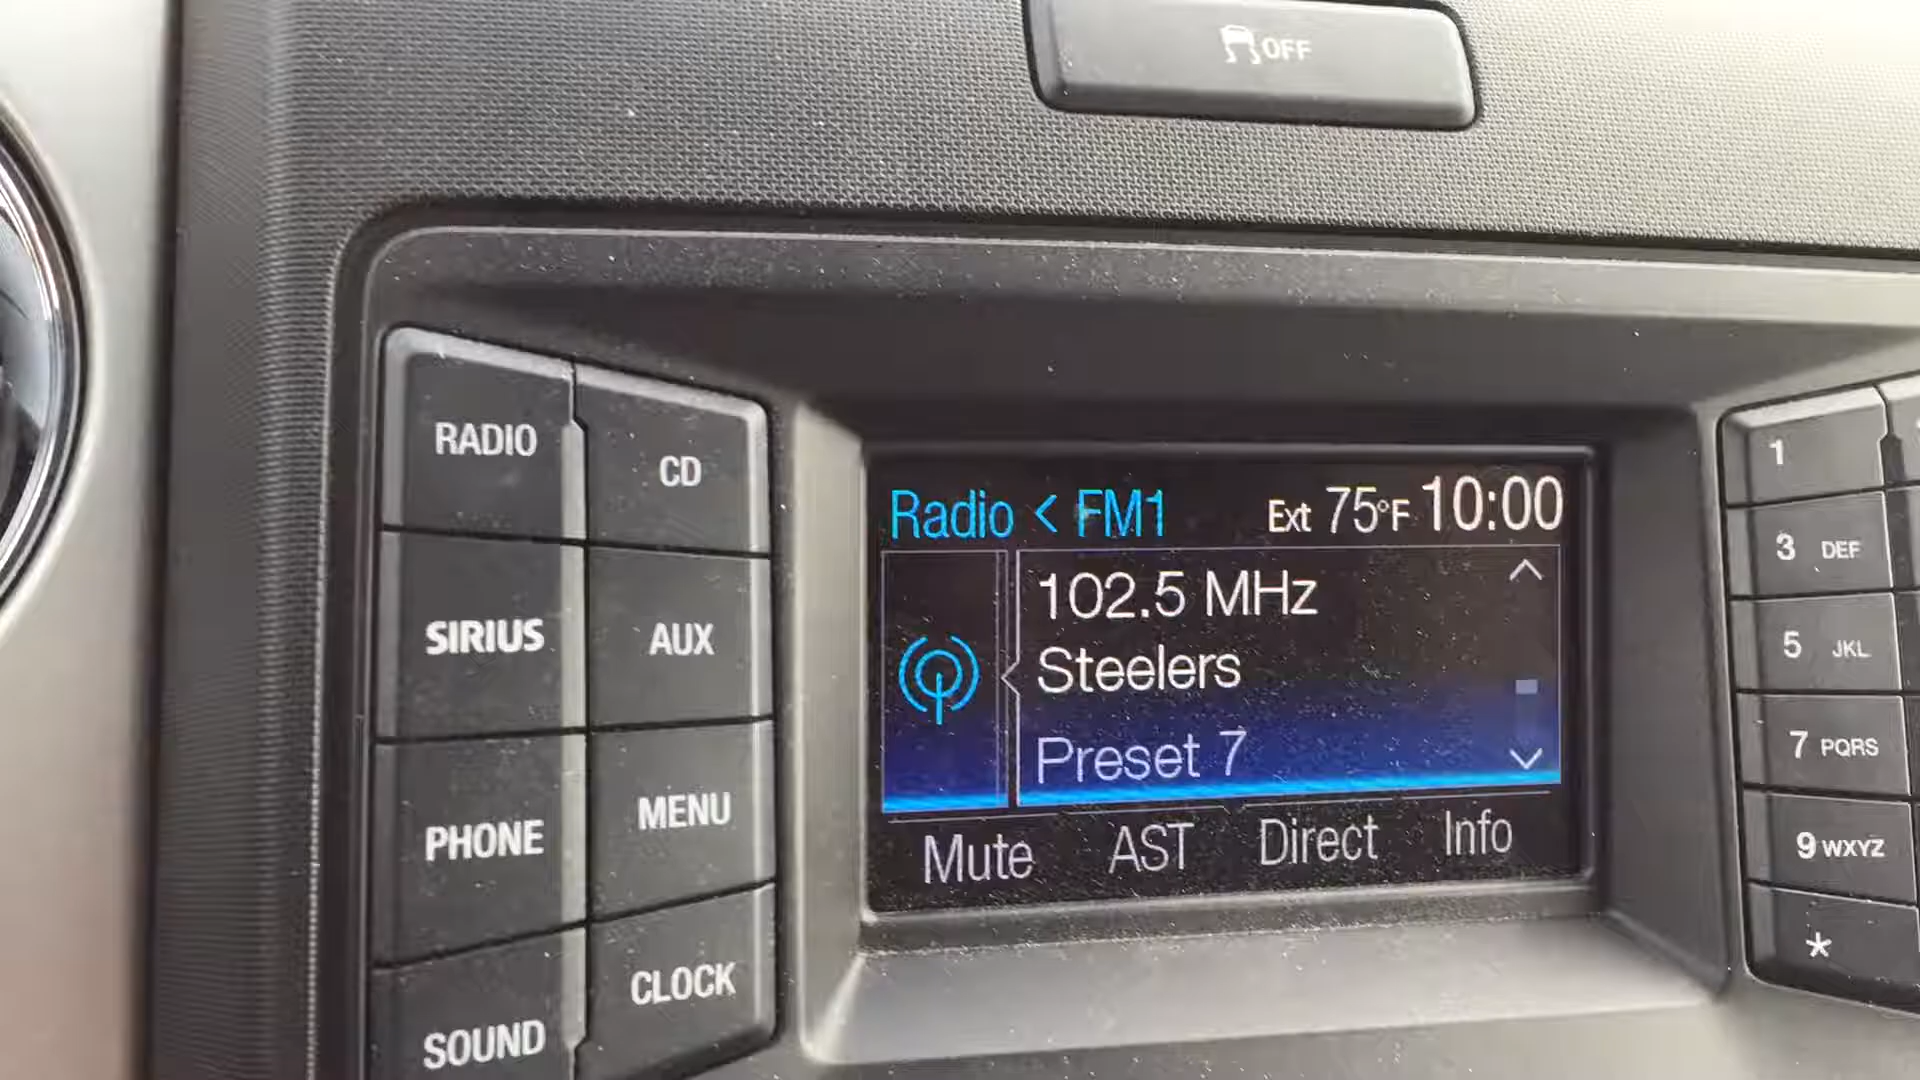 OFF
RADIO
CD
SIRIUS
AUX
PHONE
MENU
SOUND
CLOCK
Radio < FM1
Ext 75°F 10:00
102.5 MHz
Steelers
Preset 7
Mute AST Direct Info
1
3 DEF
5 JKL
7 PQRS
9 WXYZ
*